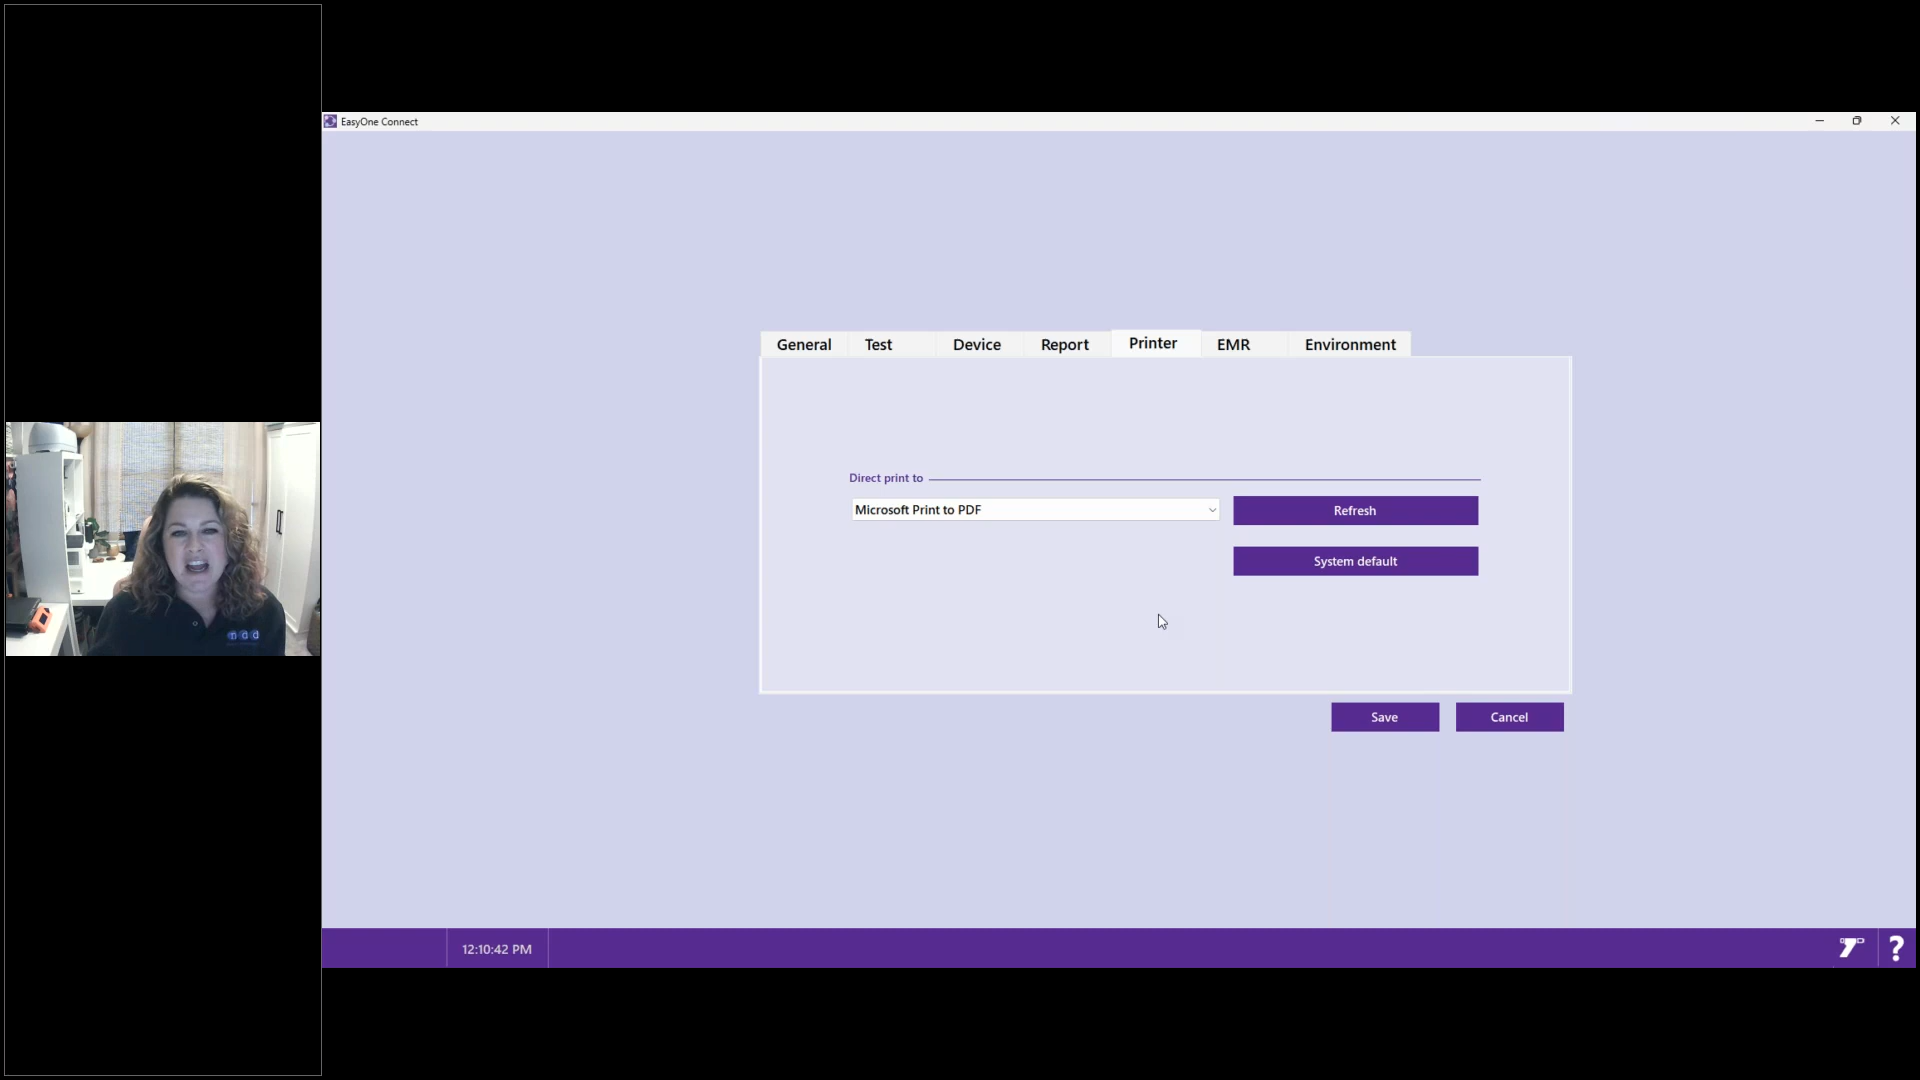 EasyOne Connect
General Test Device Report Printer EMR Environment
Direct print to
Microsoft Print to PDF
Refresh
System default
Save Cancel
12:10:42 PM
?
ndd